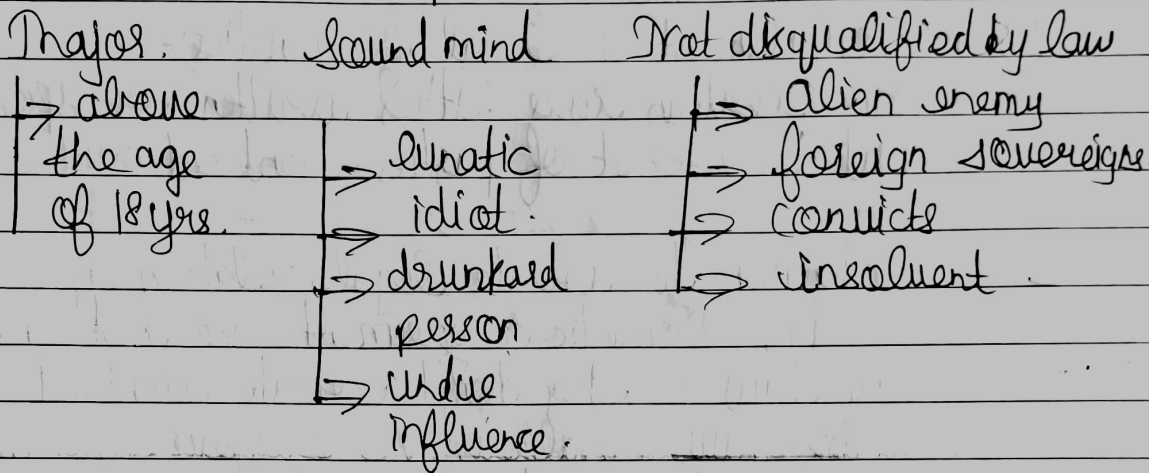 Major. Sound mind Not disqualified by law
→ above
the age
of 18 yrs.
→ lunatic
→ idiot.
→ drunkard
person
→ undue
influence.
→ alien enemy
→ foreign sovereigns
→ convicts
→ insolvent.